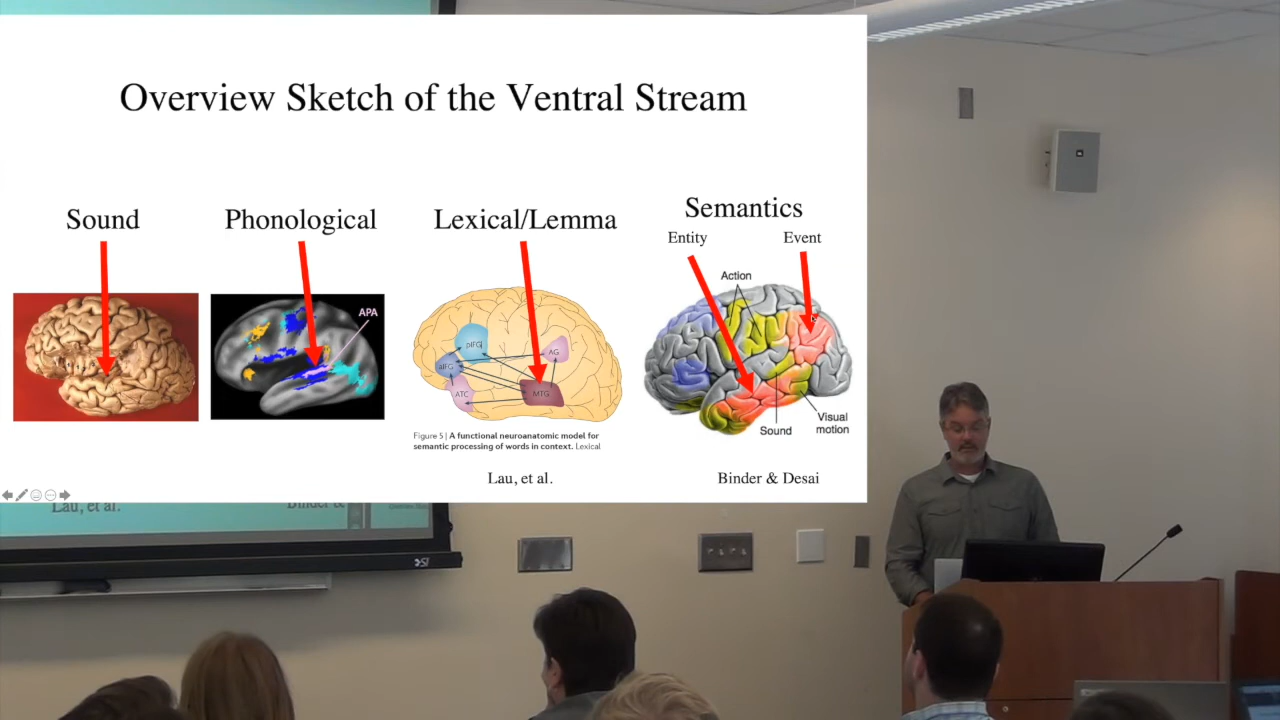 Overview Sketch of the Ventral Stream
Sound
Phonological
Lexical/Lemma
Semantics
Entity
Event
APA
pIFG
aIFG
ATC
AG
MTG
Figure 5 | A functional neuroanatomic model for
semantic processing of words in context. Lexical
Action
Sound
Visual
motion
Lau, et al.
Binder & Desai
Lau, et al.
Binder &